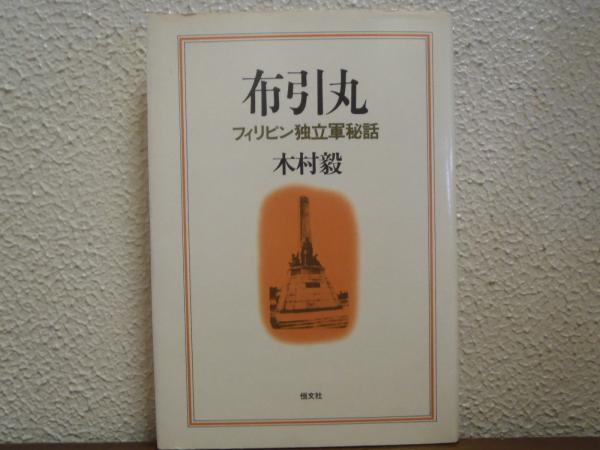 布引丸
フィリピン独立軍秘話
木村毅
恒文社